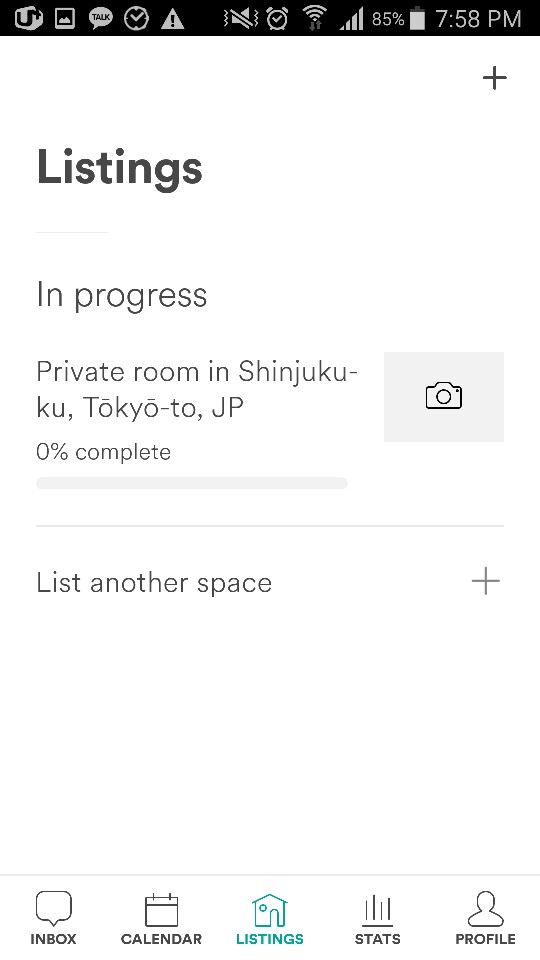 TALK
85%
7:58 PM
Listings
In progress
Private room in Shinjuku-
ku, Tōkyō-to, JP
0% complete
List another space
INBOX
CALENDAR
LISTINGS
STATS
PROFILE